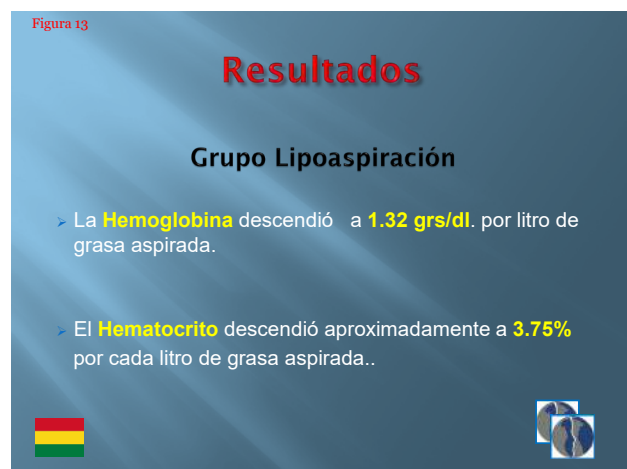 Figura 13
Resultados
Grupo Lipoaspiración
La Hemoglobina descendió a 1.32 grs/dl. por litro de
grasa aspirada.
El Hematocrito descendió aproximadamente a 3.75%
por cada litro de grasa aspirada..